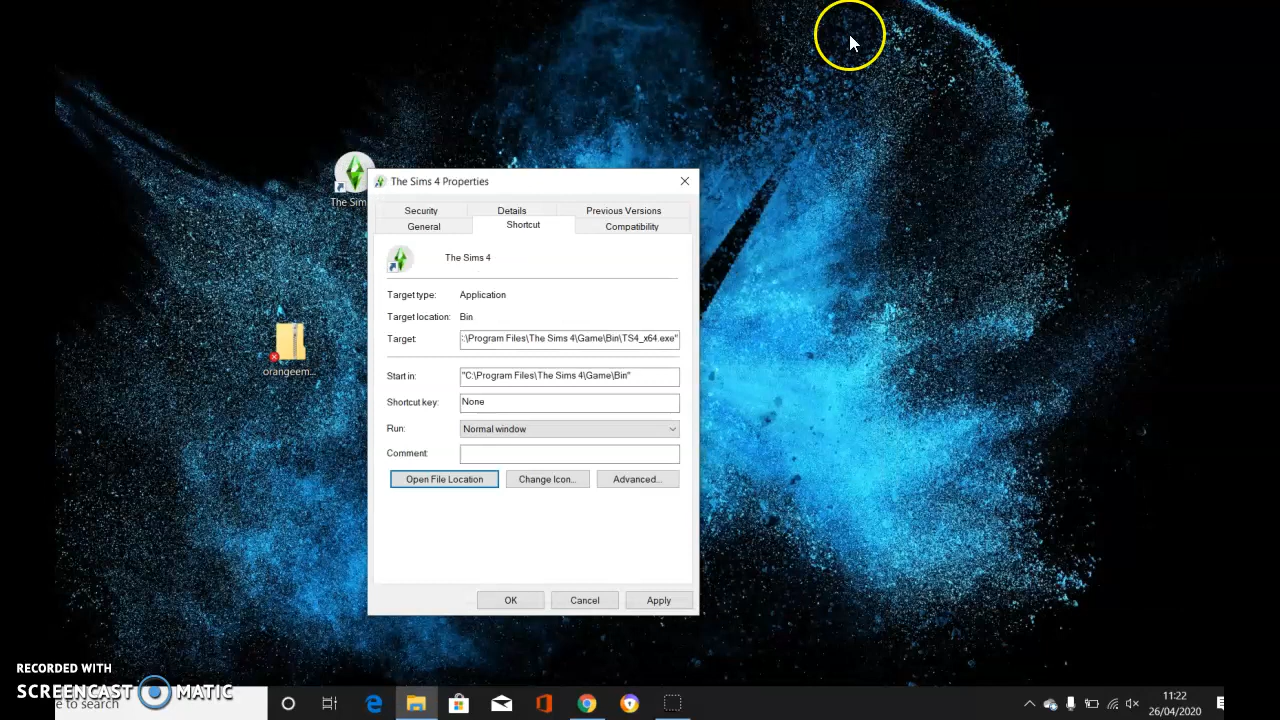 The Sim
orangeem...
The Sims 4 Properties
Security Details Previous Versions
General Shortcut Compatibility
The Sims 4
Target type: Application
Target location: Bin
Target: :\Program Files\The Sims 4\Game\Bin\TS4_x64.exe"
Start in: "C:\Program Files\The Sims 4\Game\Bin"
Shortcut key: None
Run: Normal window
Comment:
Open File Location Change Icon... Advanced...
OK Cancel Apply
RECORDED WITH
SCREENCAST MATIC
e to search
11:22
26/04/2020